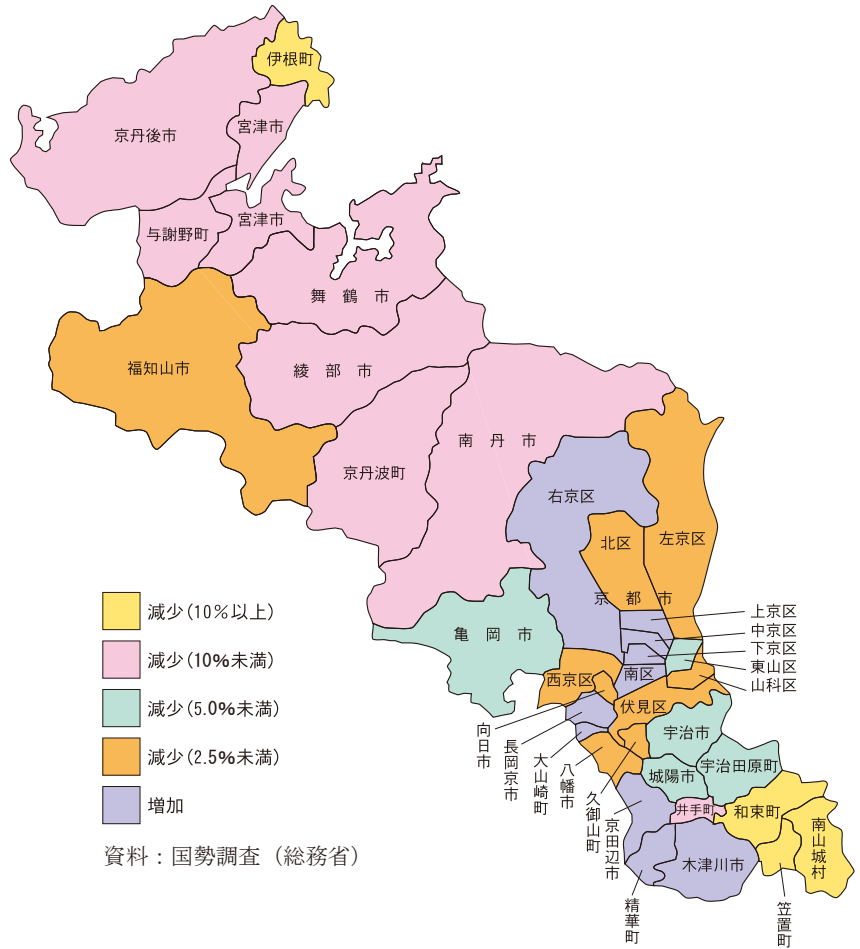 伊根町
京丹後市
宮津市
宮津市
与謝野町
舞鶴市
福知山市
綾部市
南丹市
京丹波町
右京区
北区
左京区
京都市
上京区
中京区
下京区
東山区
山科区
亀岡市
西京区
南区
伏見区
向日市
長岡京市
大山崎町
八幡市
久御山町
京田辺市
宇治市
宇治田原町
城陽市
井手町
和束町
南山城村
木津川市
精華町
笠置町
減少(10%以上)
減少(10%未満)
減少(5.0%未満)
減少(2.5%未満)
増加
資料：国勢調査（総務省）